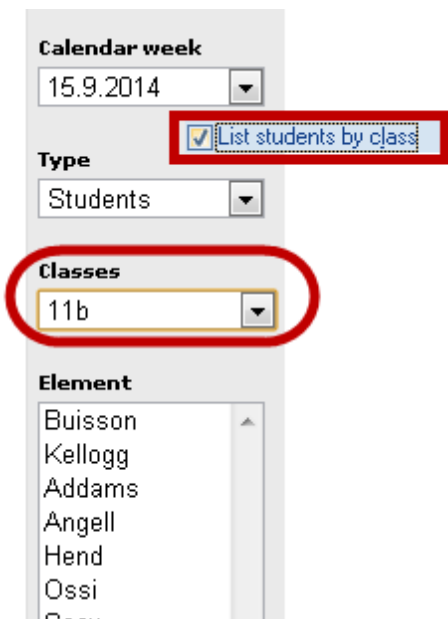 Calendar week
15.9.2014
List students by class
Type
Students
Classes
11b
Element
Buisson
Kellogg
Addams
Angell
Hend
Ossi